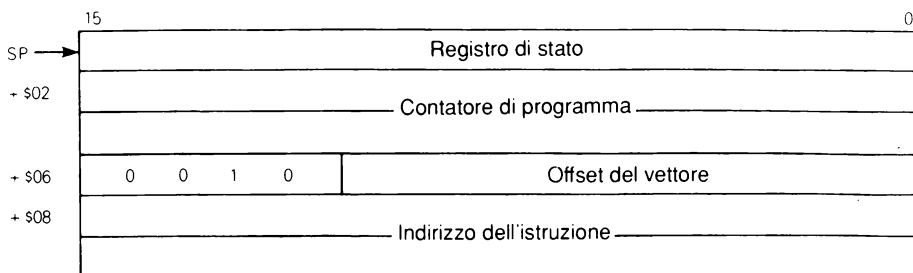 15 0
SP Registro di stato
+ $02
Contatore di programma
+ $06 0 0 1 0 Offset del vettore
+ $08
Indirizzo dell'istruzione